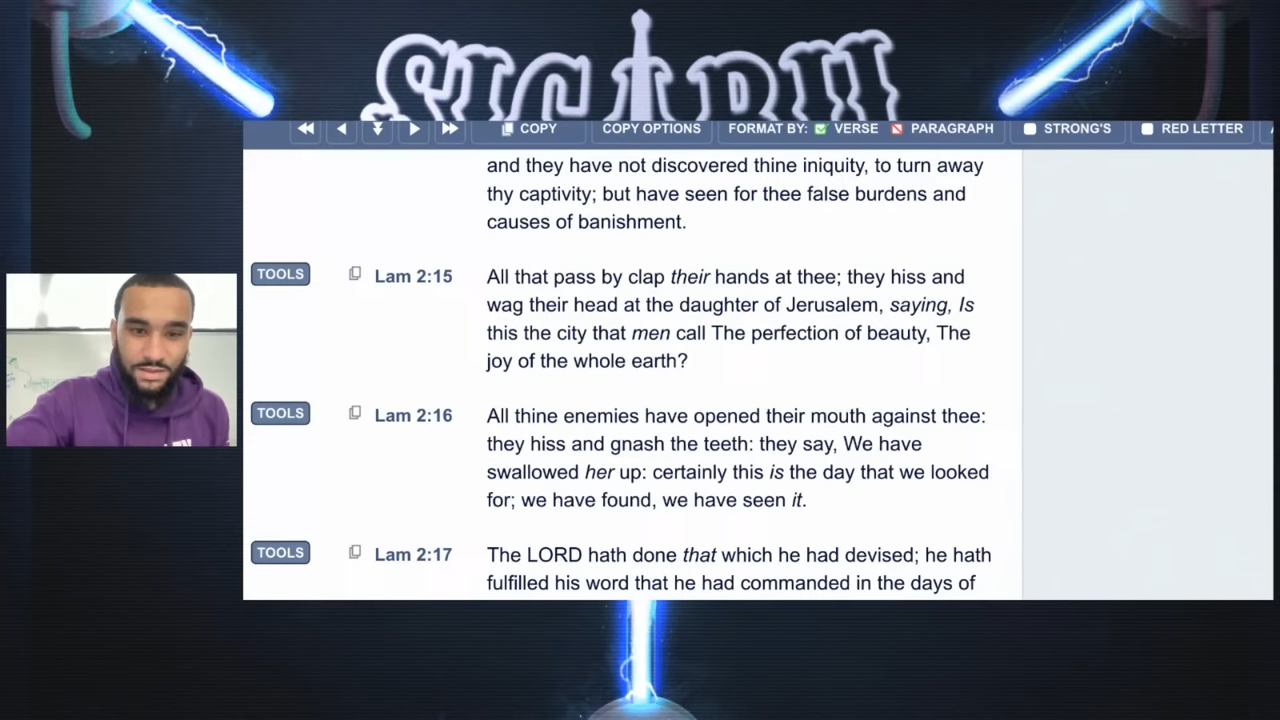 SICARII
COPY
COPY OPTIONS
FORMAT BY:
VERSE
PARAGRAPH
STRONG'S
RED LETTER
and they have not discovered thine iniquity, to turn away
thy captivity; but have seen for thee false burdens and
causes of banishment.
TOOLS
Lam 2:15
All that pass by clap their hands at thee; they hiss and
wag their head at the daughter of Jerusalem, saying, Is
this the city that men call The perfection of beauty, The
joy of the whole earth?
TOOLS
Lam 2:16
All thine enemies have opened their mouth against thee:
they hiss and gnash the teeth: they say, We have
swallowed her up: certainly this is the day that we looked
for; we have found, we have seen it.
TOOLS
Lam 2:17
The LORD hath done that which he had devised; he hath
fulfilled his word that he had commanded in the days of